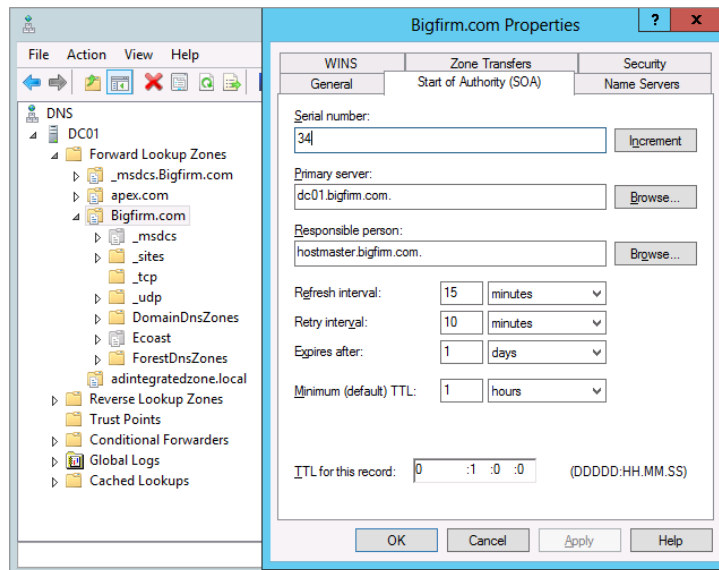 Bigfirm.com Properties
? x
File Action View Help
DNS
DC01
Forward Lookup Zones
_msdcs.Bigfirm.com
apex.com
Bigfirm.com
_msdcs
_sites
_tcp
_udp
DomainDnsZones
Ecoast
ForestDnsZones
adintegratedzone.local
Reverse Lookup Zones
Trust Points
Conditional Forwarders
Global Logs
Cached Lookups
WINS Zone Transfers Security
General Start of Authority (SOA) Name Servers
Serial number:
34 Increment
Primary server:
dc01.bigfirm.com. Browse...
Responsible person:
hostmaster.bigfirm.com. Browse...
Refresh interval: 15 minutes
Retry interval: 10 minutes
Expires after: 1 days
Minimum (default) TTL: 1 hours
TTL for this record: 0 :1 :0 :0 (DDDDD:HH.MM.SS)
OK Cancel Apply Help